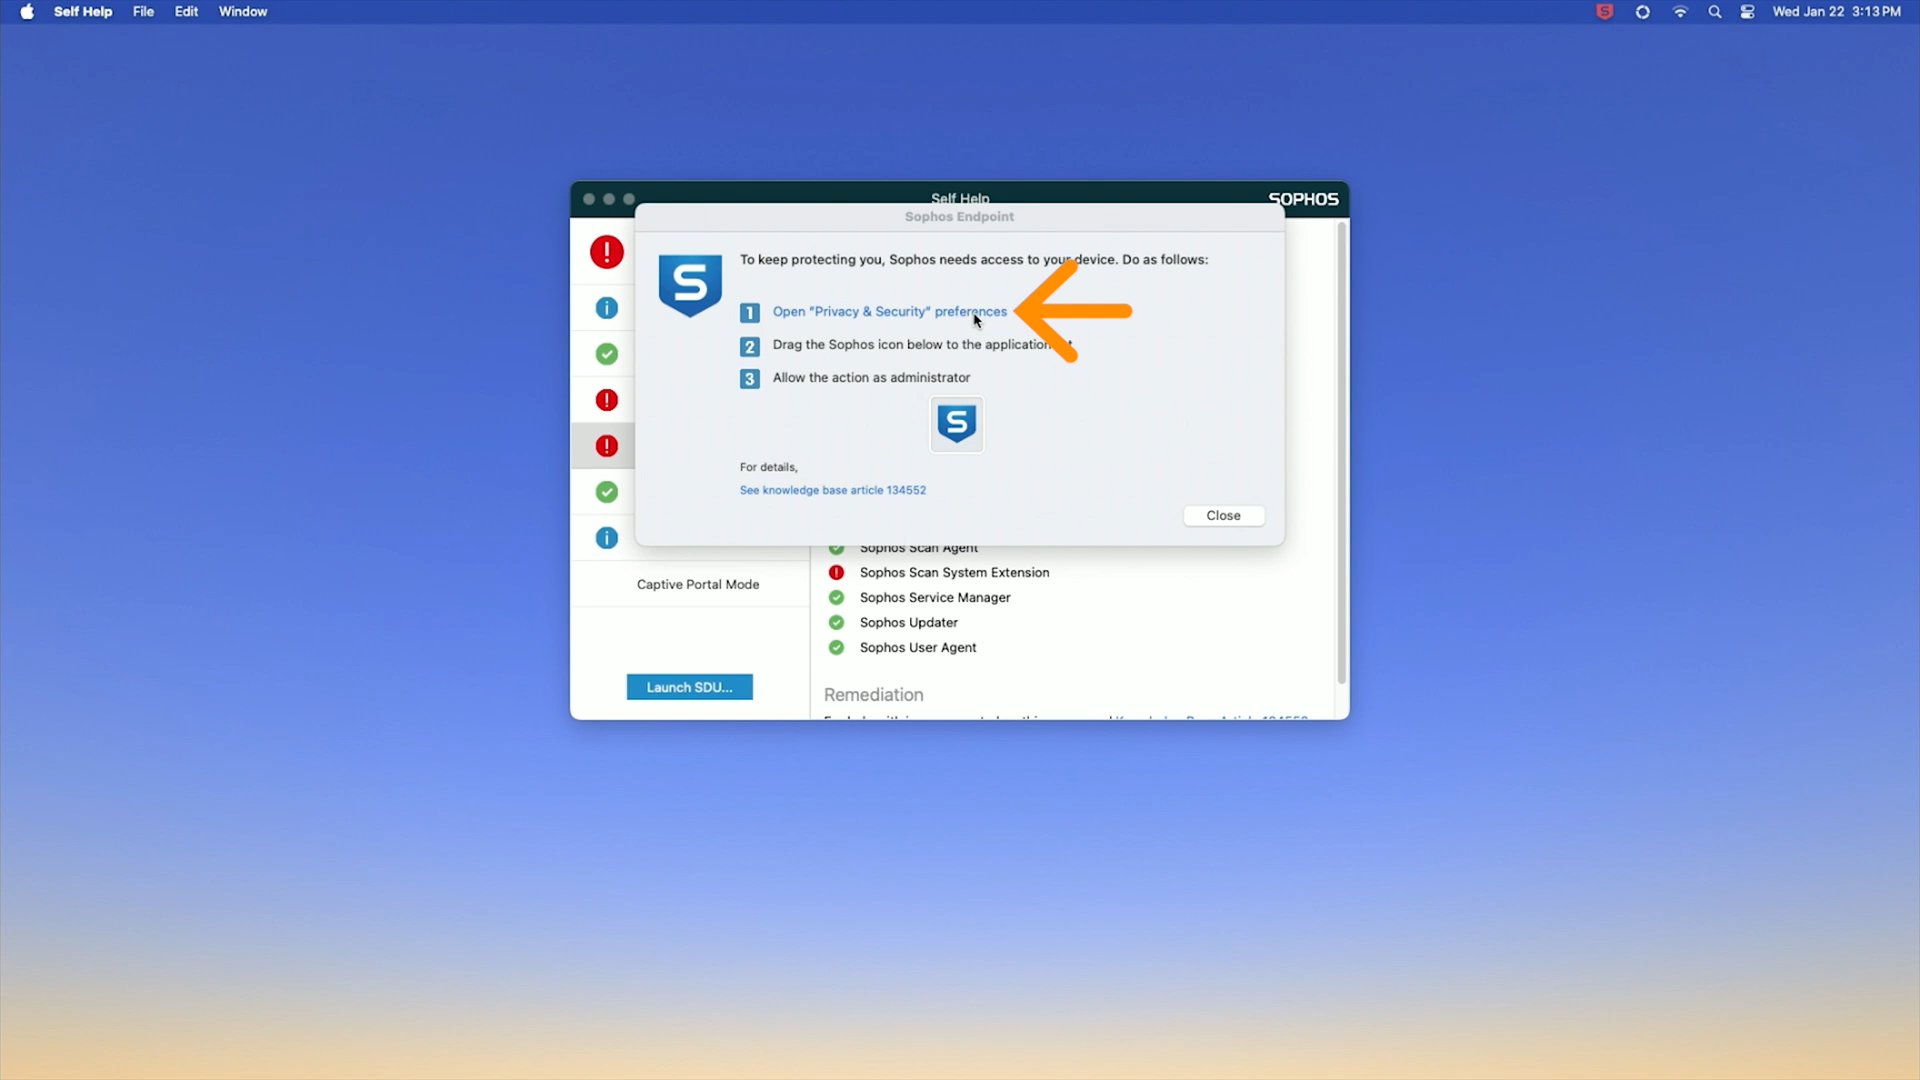 Self Help File Edit Window
Wed Jan 22 3:13 PM
Self Help
SOPHOS
Sophos Endpoint
To keep protecting you, Sophos needs access to your device. Do as follows:
1 Open "Privacy & Security" preferences
2 Drag the Sophos icon below to the application
3 Allow the action as administrator
For details,
See knowledge base article 134552
Close
Sophos Scan Agent
Sophos Scan System Extension
Captive Portal Mode
Sophos Service Manager
Sophos Updater
Sophos User Agent
Launch SDU...
Remediation